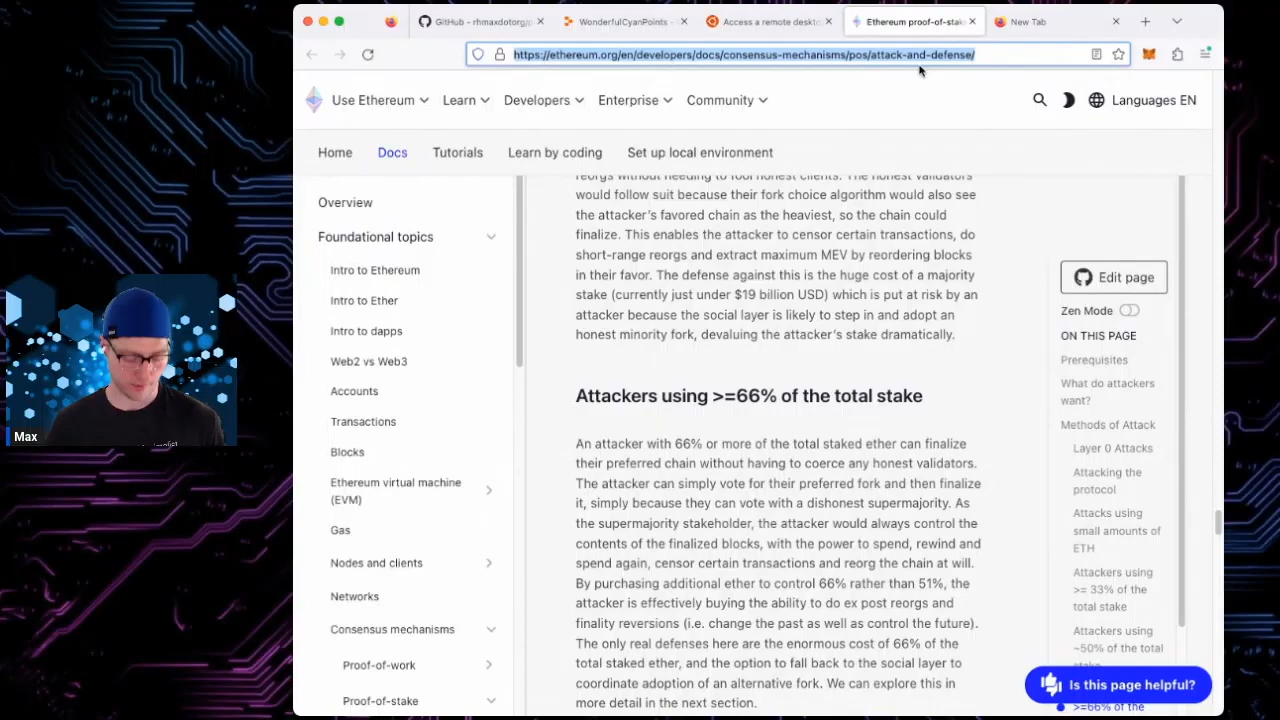 GitHub - rhmaxdotorg/p
WonderfulCyanPoints -
Access a remote deskto
Ethereum proof-of-stak
New Tab
https://ethereum.org/en/developers/docs/consensus-mechanisms/pos/attack-and-defense/
Use Ethereum
Learn
Developers
Enterprise
Community
Languages EN
Home
Docs
Tutorials
Learn by coding
Set up local environment
Overview
Foundational topics
Intro to Ethereum
Intro to Ether
Intro to dapps
Web2 vs Web3
Accounts
Transactions
Blocks
Ethereum virtual machine
(EVM)
Gas
Nodes and clients
Networks
Consensus mechanisms
Proof-of-work
Proof-of-stake
reorgs without needing to fool honest clients. The honest validators
would follow suit because their fork choice algorithm would also see
the attacker's favored chain as the heaviest, so the chain could
finalize. This enables the attacker to censor certain transactions, do
short-range reorgs and extract maximum MEV by reordering blocks
in their favor. The defense against this is the huge cost of a majority
stake (currently just under $19 billion USD) which is put at risk by an
attacker because the social layer is likely to step in and adopt an
honest minority fork, devaluing the attacker's stake dramatically.
Attackers using >=66% of the total stake
An attacker with 66% or more of the total staked ether can finalize
their preferred chain without having to coerce any honest validators.
The attacker can simply vote for their preferred fork and then finalize
it, simply because they can vote with a dishonest supermajority. As
the supermajority stakeholder, the attacker would always control the
contents of the finalized blocks, with the power to spend, rewind and
spend again, censor certain transactions and reorg the chain at will.
By purchasing additional ether to control 66% rather than 51%, the
attacker is effectively buying the ability to do ex post reorgs and
finality reversions (i.e. change the past as well as control the future).
The only real defenses here are the enormous cost of 66% of the
total staked ether, and the option to fall back to the social layer to
coordinate adoption of an alternative fork. We can explore this in
more detail in the next section.
Edit page
Zen Mode
ON THIS PAGE
Prerequisites
What do attackers
want?
Methods of Attack
Layer 0 Attacks
Attacking the
protocol
Attacks using
small amounts of
ETH
Attackers using
>= 33% of the
total stake
Attackers using
~50% of the total
stake
Is this page helpful?
>=66% of the
Max